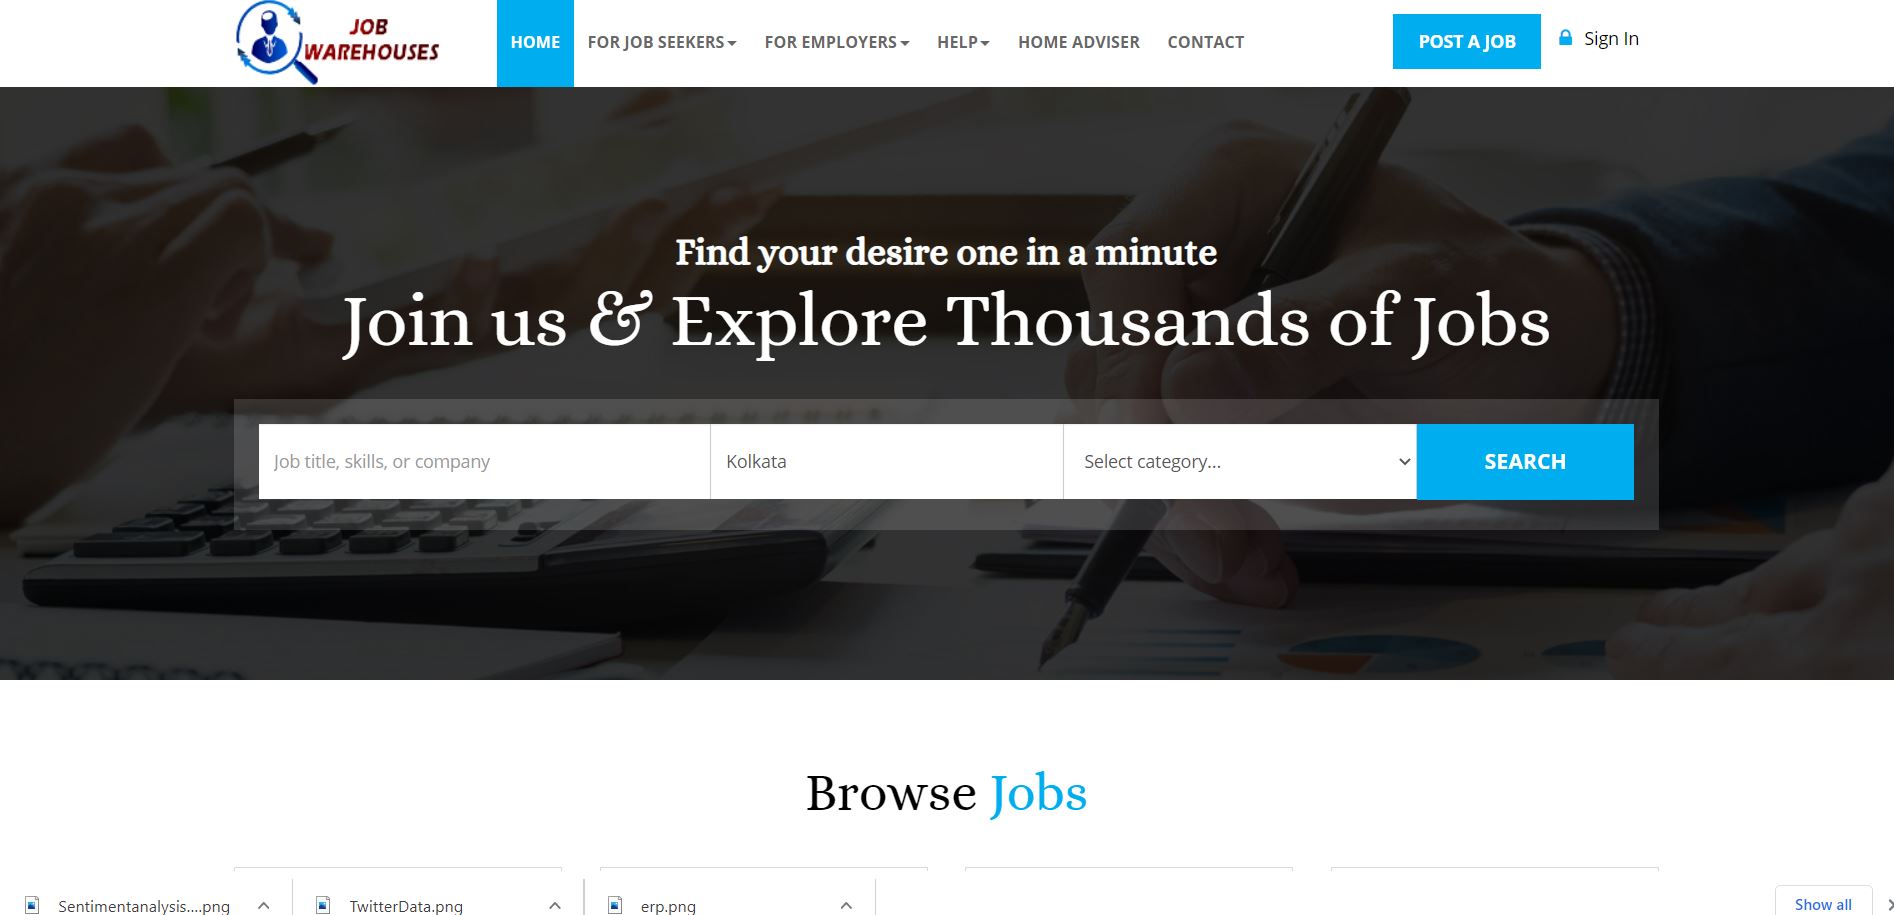 JOB
WAREHOUSES
HOME
FOR JOB SEEKERS
FOR EMPLOYERS
HELP
HOME ADVISER
CONTACT
POST A JOB
Sign In
Find your desire one in a minute
Join us & Explore Thousands of Jobs
Job title, skills, or company
Kolkata
Select category...
SEARCH
Browse Jobs
Sentimentanalysis....png
TwitterData.png
erp.png
Show all